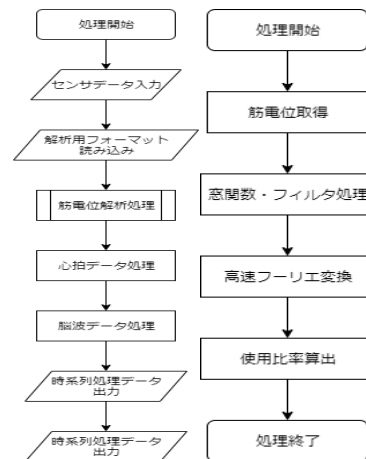 処理開始
センサデータ入力
解析用フォーマット
読み込み
筋電位解析処理
心拍データ処理
脳波データ処理
時系列処理データ
出力
時系列処理データ
出力
処理開始
筋電位取得
窓関数・フィルタ処理
高速フーリエ変換
使用比率算出
処理終了